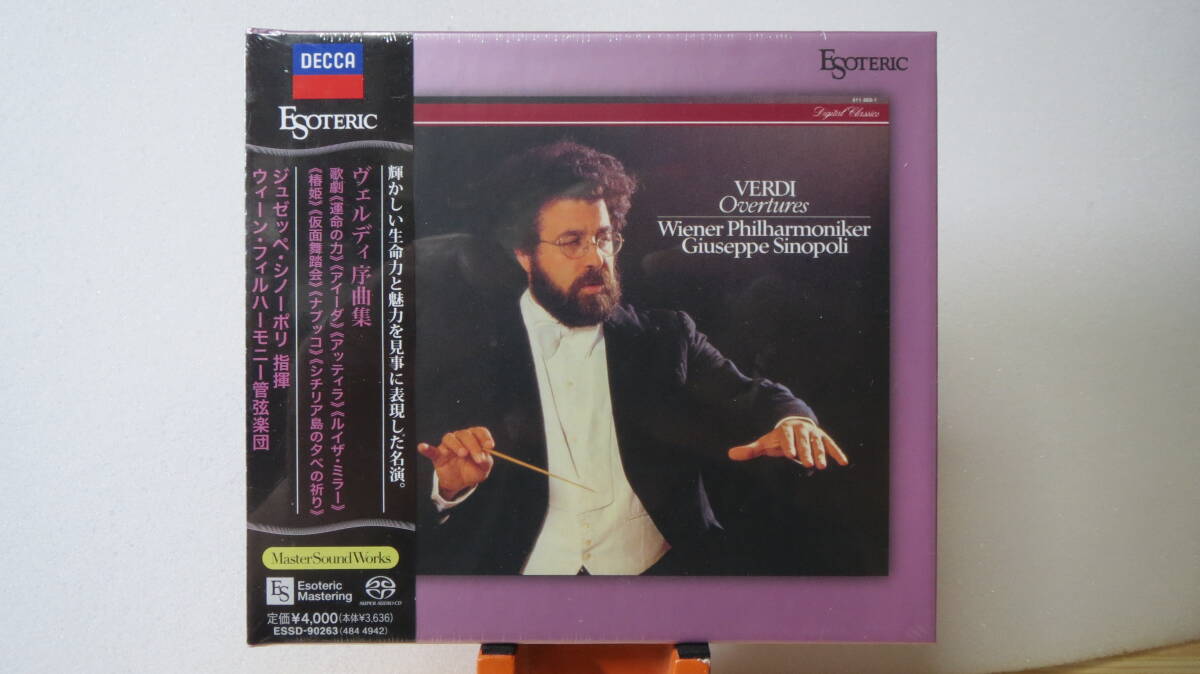 DECCA
ESOTERIC
輝かしい生命力と魅力を見事に表現した名演。
ヴェルディ 序曲集
歌劇《運命の力》《アイーダ》《アッティラ》《ルイザ・ミラー》
《椿姫》《仮面舞踏会》《ナブッコ》《シチリア島の夕べの祈り》
ジュゼッペ・シノーポリ 指揮
ウィーン・フィルハーモニー管弦楽団
MasterSoundWorks
ES
Esoteric
Mastering
SUPER AUDIO CD
定価¥4,000(本体¥3,636)
ESSD-90263(484 4942)
ESOTERIC
Digital Classics
VERDI
Overtures
Wiener Philharmoniker
Giuseppe Sinopoli